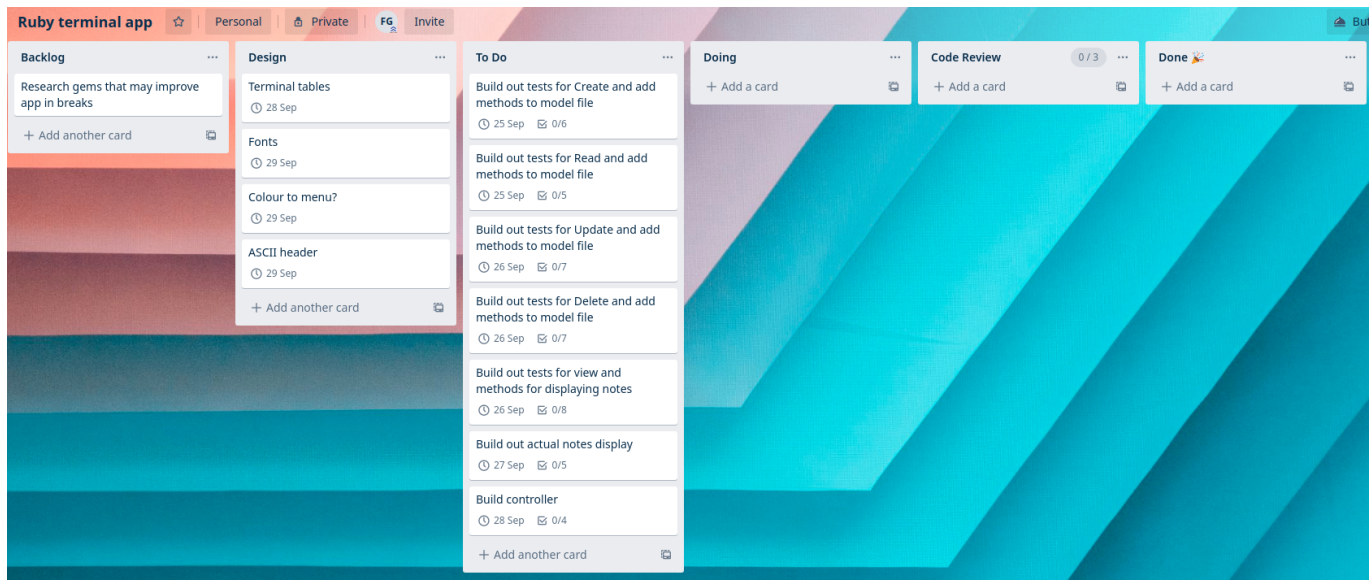 Ruby terminal app
Personal
Private
FG
Invite
But
Backlog
Research gems that may improve
app in breaks
+ Add another card
Design
Terminal tables
28 Sep
Fonts
29 Sep
Colour to menu?
29 Sep
ASCII header
29 Sep
+ Add another card
To Do
Build out tests for Create and add
methods to model file
25 Sep 0/6
Build out tests for Read and add
methods to model file
25 Sep 0/5
Build out tests for Update and add
methods to model file
26 Sep 0/7
Build out tests for Delete and add
methods to model file
26 Sep 0/7
Build out tests for view and
methods for displaying notes
26 Sep 0/8
Build out actual notes display
27 Sep 0/5
Build controller
28 Sep 0/4
+ Add another card
Doing
+ Add a card
Code Review 0 / 3
+ Add a card
Done 🎉
+ Add a card